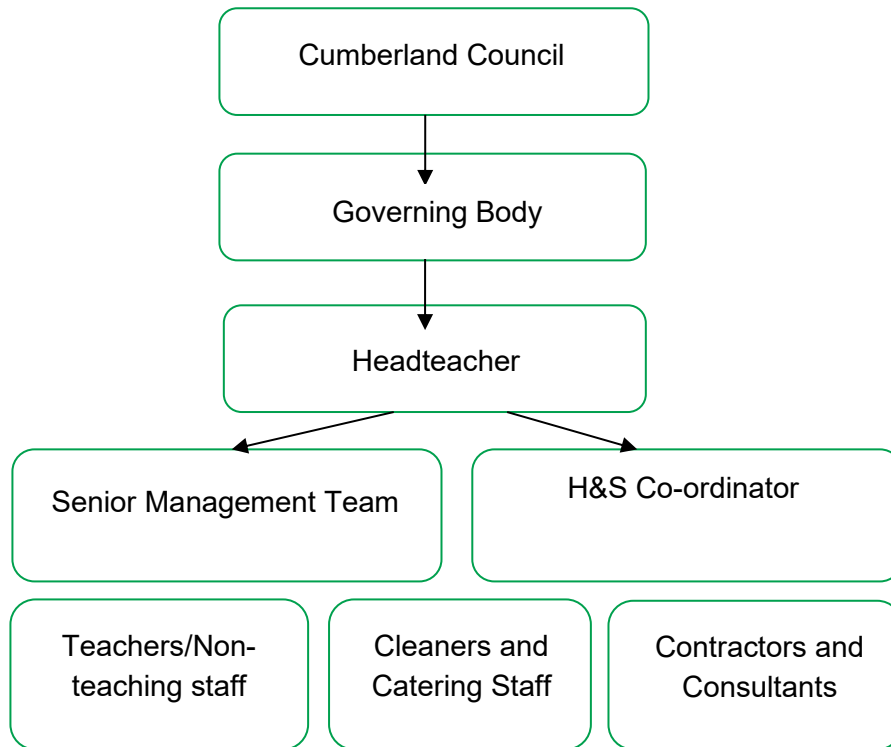 Cumberland Council
Governing Body
Headteacher
Senior Management Team
H&S Co-ordinator
Teachers/Non-
teaching staff
Cleaners and
Catering Staff
Contractors and
Consultants